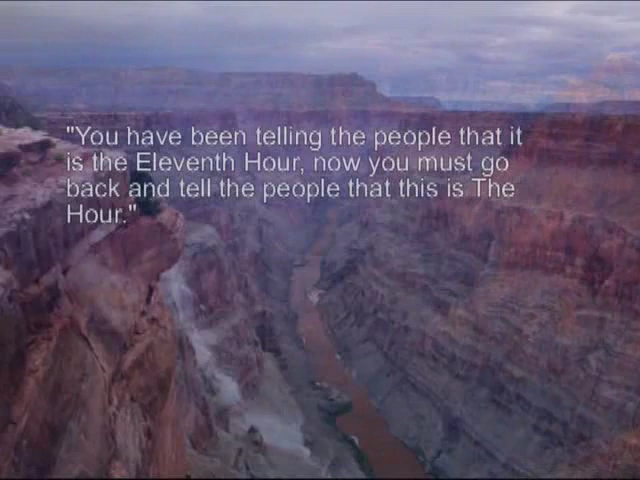 "You have been telling the people that it
is the Eleventh Hour, now you must go
back and tell the people that this is The
Hour."